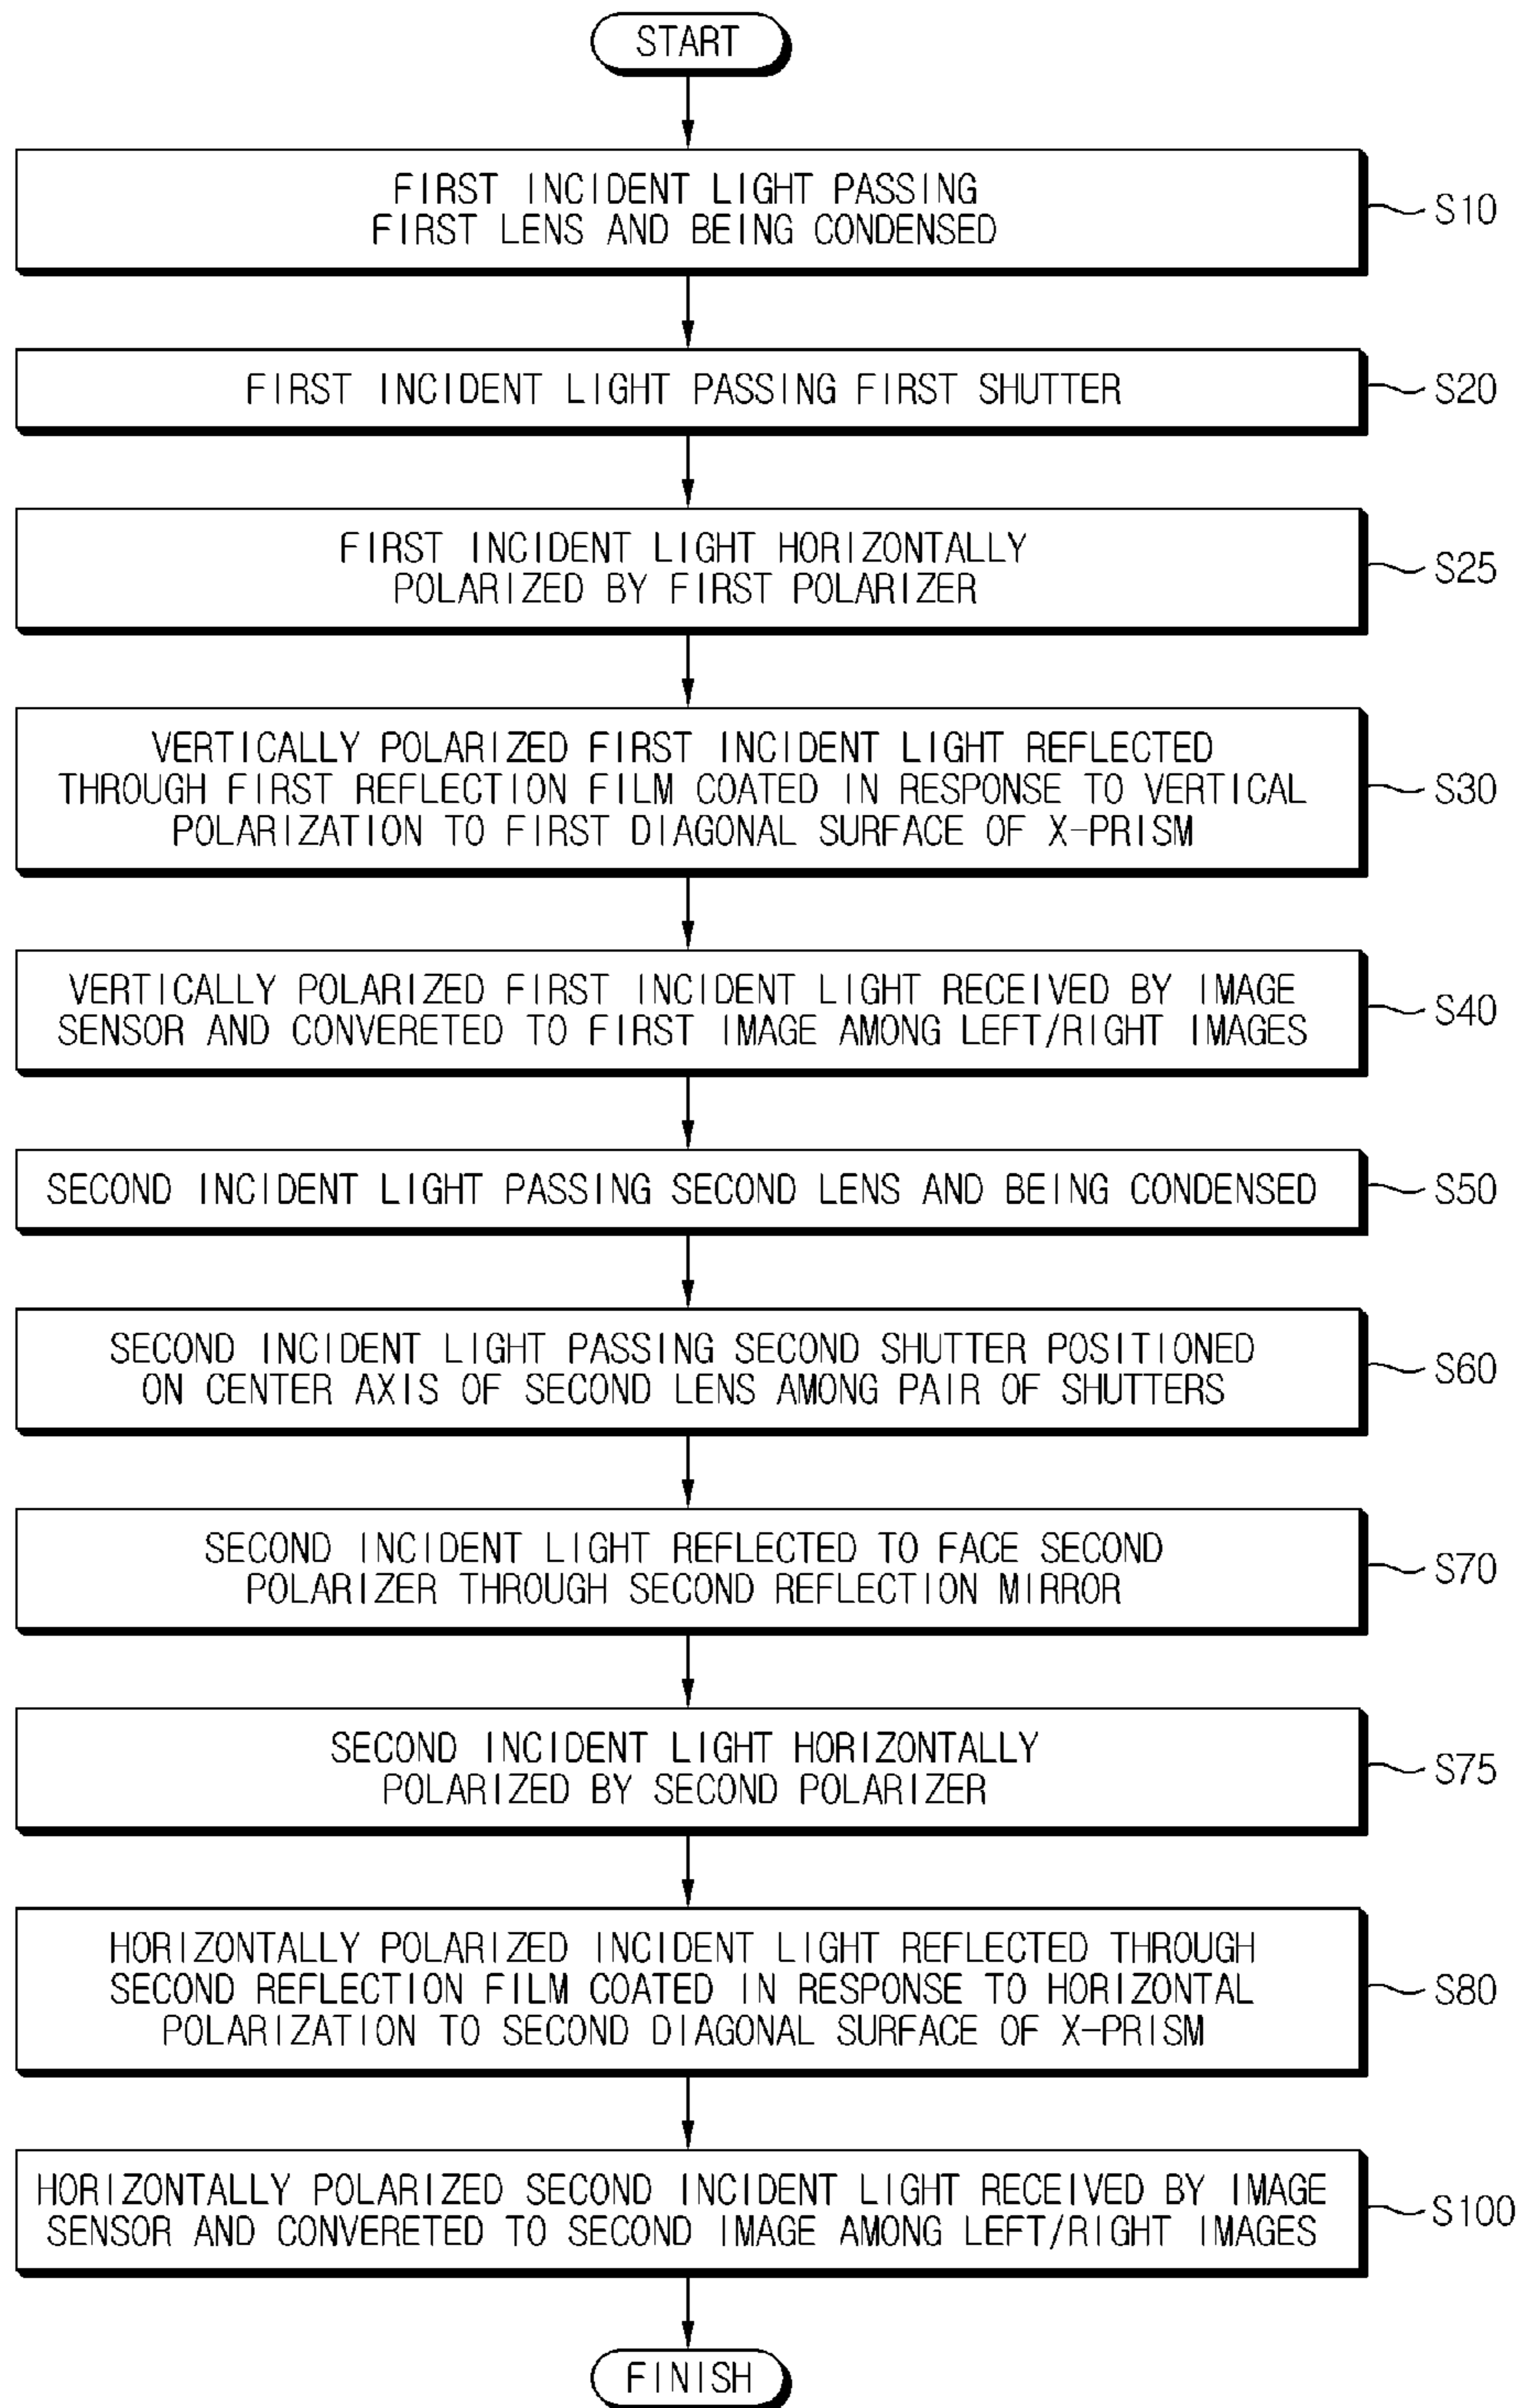 START
FIRST INCIDENT LIGHT PASSING
FIRST LENS AND BEING CONDENSED
S10
FIRST INCIDENT LIGHT PASSING FIRST SHUTTER
S20
FIRST INCIDENT LIGHT HORIZONTALLY
POLARIZED BY FIRST POLARIZER
S25
VERTICALLY POLARIZED FIRST INCIDENT LIGHT REFLECTED
THROUGH FIRST REFLECTION FILM COATED IN RESPONSE TO VERTICAL
POLARIZATION TO FIRST DIAGONAL SURFACE OF X-PRISM
S30
VERTICALLY POLARIZED FIRST INCIDENT LIGHT RECEIVED BY IMAGE
SENSOR AND CONVERETED TO FIRST IMAGE AMONG LEFT/RIGHT IMAGES
S40
SECOND INCIDENT LIGHT PASSING SECOND LENS AND BEING CONDENSED
S50
SECOND INCIDENT LIGHT PASSING SECOND SHUTTER POSITIONED
ON CENTER AXIS OF SECOND LENS AMONG PAIR OF SHUTTERS
S60
SECOND INCIDENT LIGHT REFLECTED TO FACE SECOND
POLARIZER THROUGH SECOND REFLECTION MIRROR
S70
SECOND INCIDENT LIGHT HORIZONTALLY
POLARIZED BY SECOND POLARIZER
S75
HORIZONTALLY POLARIZED INCIDENT LIGHT REFLECTED THROUGH
SECOND REFLECTION FILM COATED IN RESPONSE TO HORIZONTAL
POLARIZATION TO SECOND DIAGONAL SURFACE OF X-PRISM
S80
HORIZONTALLY POLARIZED SECOND INCIDENT LIGHT RECEIVED BY IMAGE
SENSOR AND CONVERETED TO SECOND IMAGE AMONG LEFT/RIGHT IMAGES
S100
FINISH